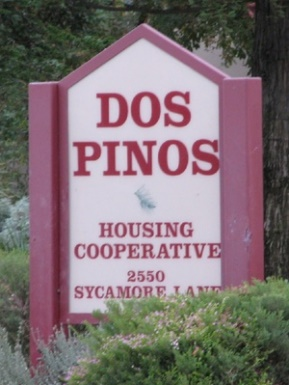 DOS
PINOS
HOUSING
COOPERATIVE
2550
SYCAMORE LANE